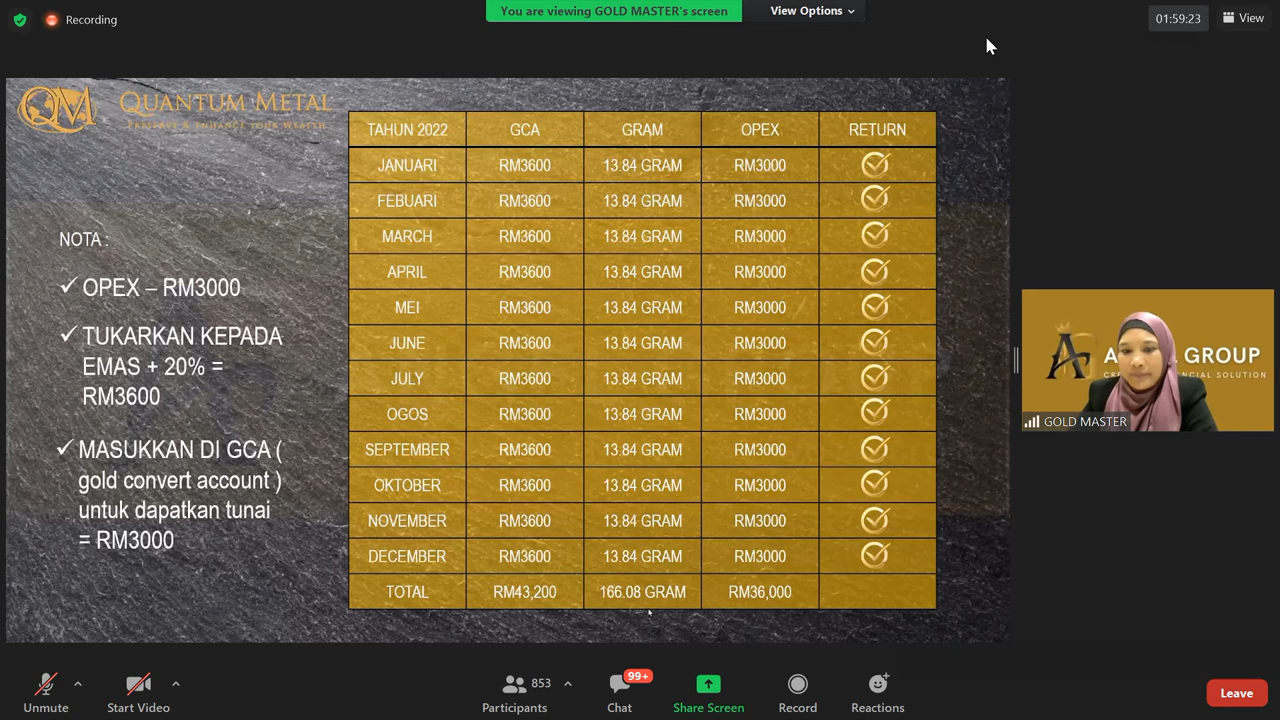 Recording
You are viewing GOLD MASTER's screen
View Options
01:59:23
View
QM
QUANTUM METAL
PRESERVE & ENHANCE YOUR WEALTH
NOTA :
✓ OPEX – RM3000
✓ TUKARKAN KEPADA
EMAS + 20% =
RM3600
✓ MASUKKAN DI GCA (
gold convert account )
untuk dapatkan tunai
= RM3000
TAHUN 2022 GCA GRAM OPEX RETURN
JANUARI RM3600 13.84 GRAM RM3000
FEBUARI RM3600 13.84 GRAM RM3000
MARCH RM3600 13.84 GRAM RM3000
APRIL RM3600 13.84 GRAM RM3000
MEI RM3600 13.84 GRAM RM3000
JUNE RM3600 13.84 GRAM RM3000
JULY RM3600 13.84 GRAM RM3000
OGOS RM3600 13.84 GRAM RM3000
SEPTEMBER RM3600 13.84 GRAM RM3000
OKTOBER RM3600 13.84 GRAM RM3000
NOVEMBER RM3600 13.84 GRAM RM3000
DECEMBER RM3600 13.84 GRAM RM3000
TOTAL RM43,200 166.08 GRAM RM36,000
GROUP
SOLUTION
GOLD MASTER
Unmute
Start Video
853
Participants
99+
Chat
Share Screen
Record
Reactions
Leave